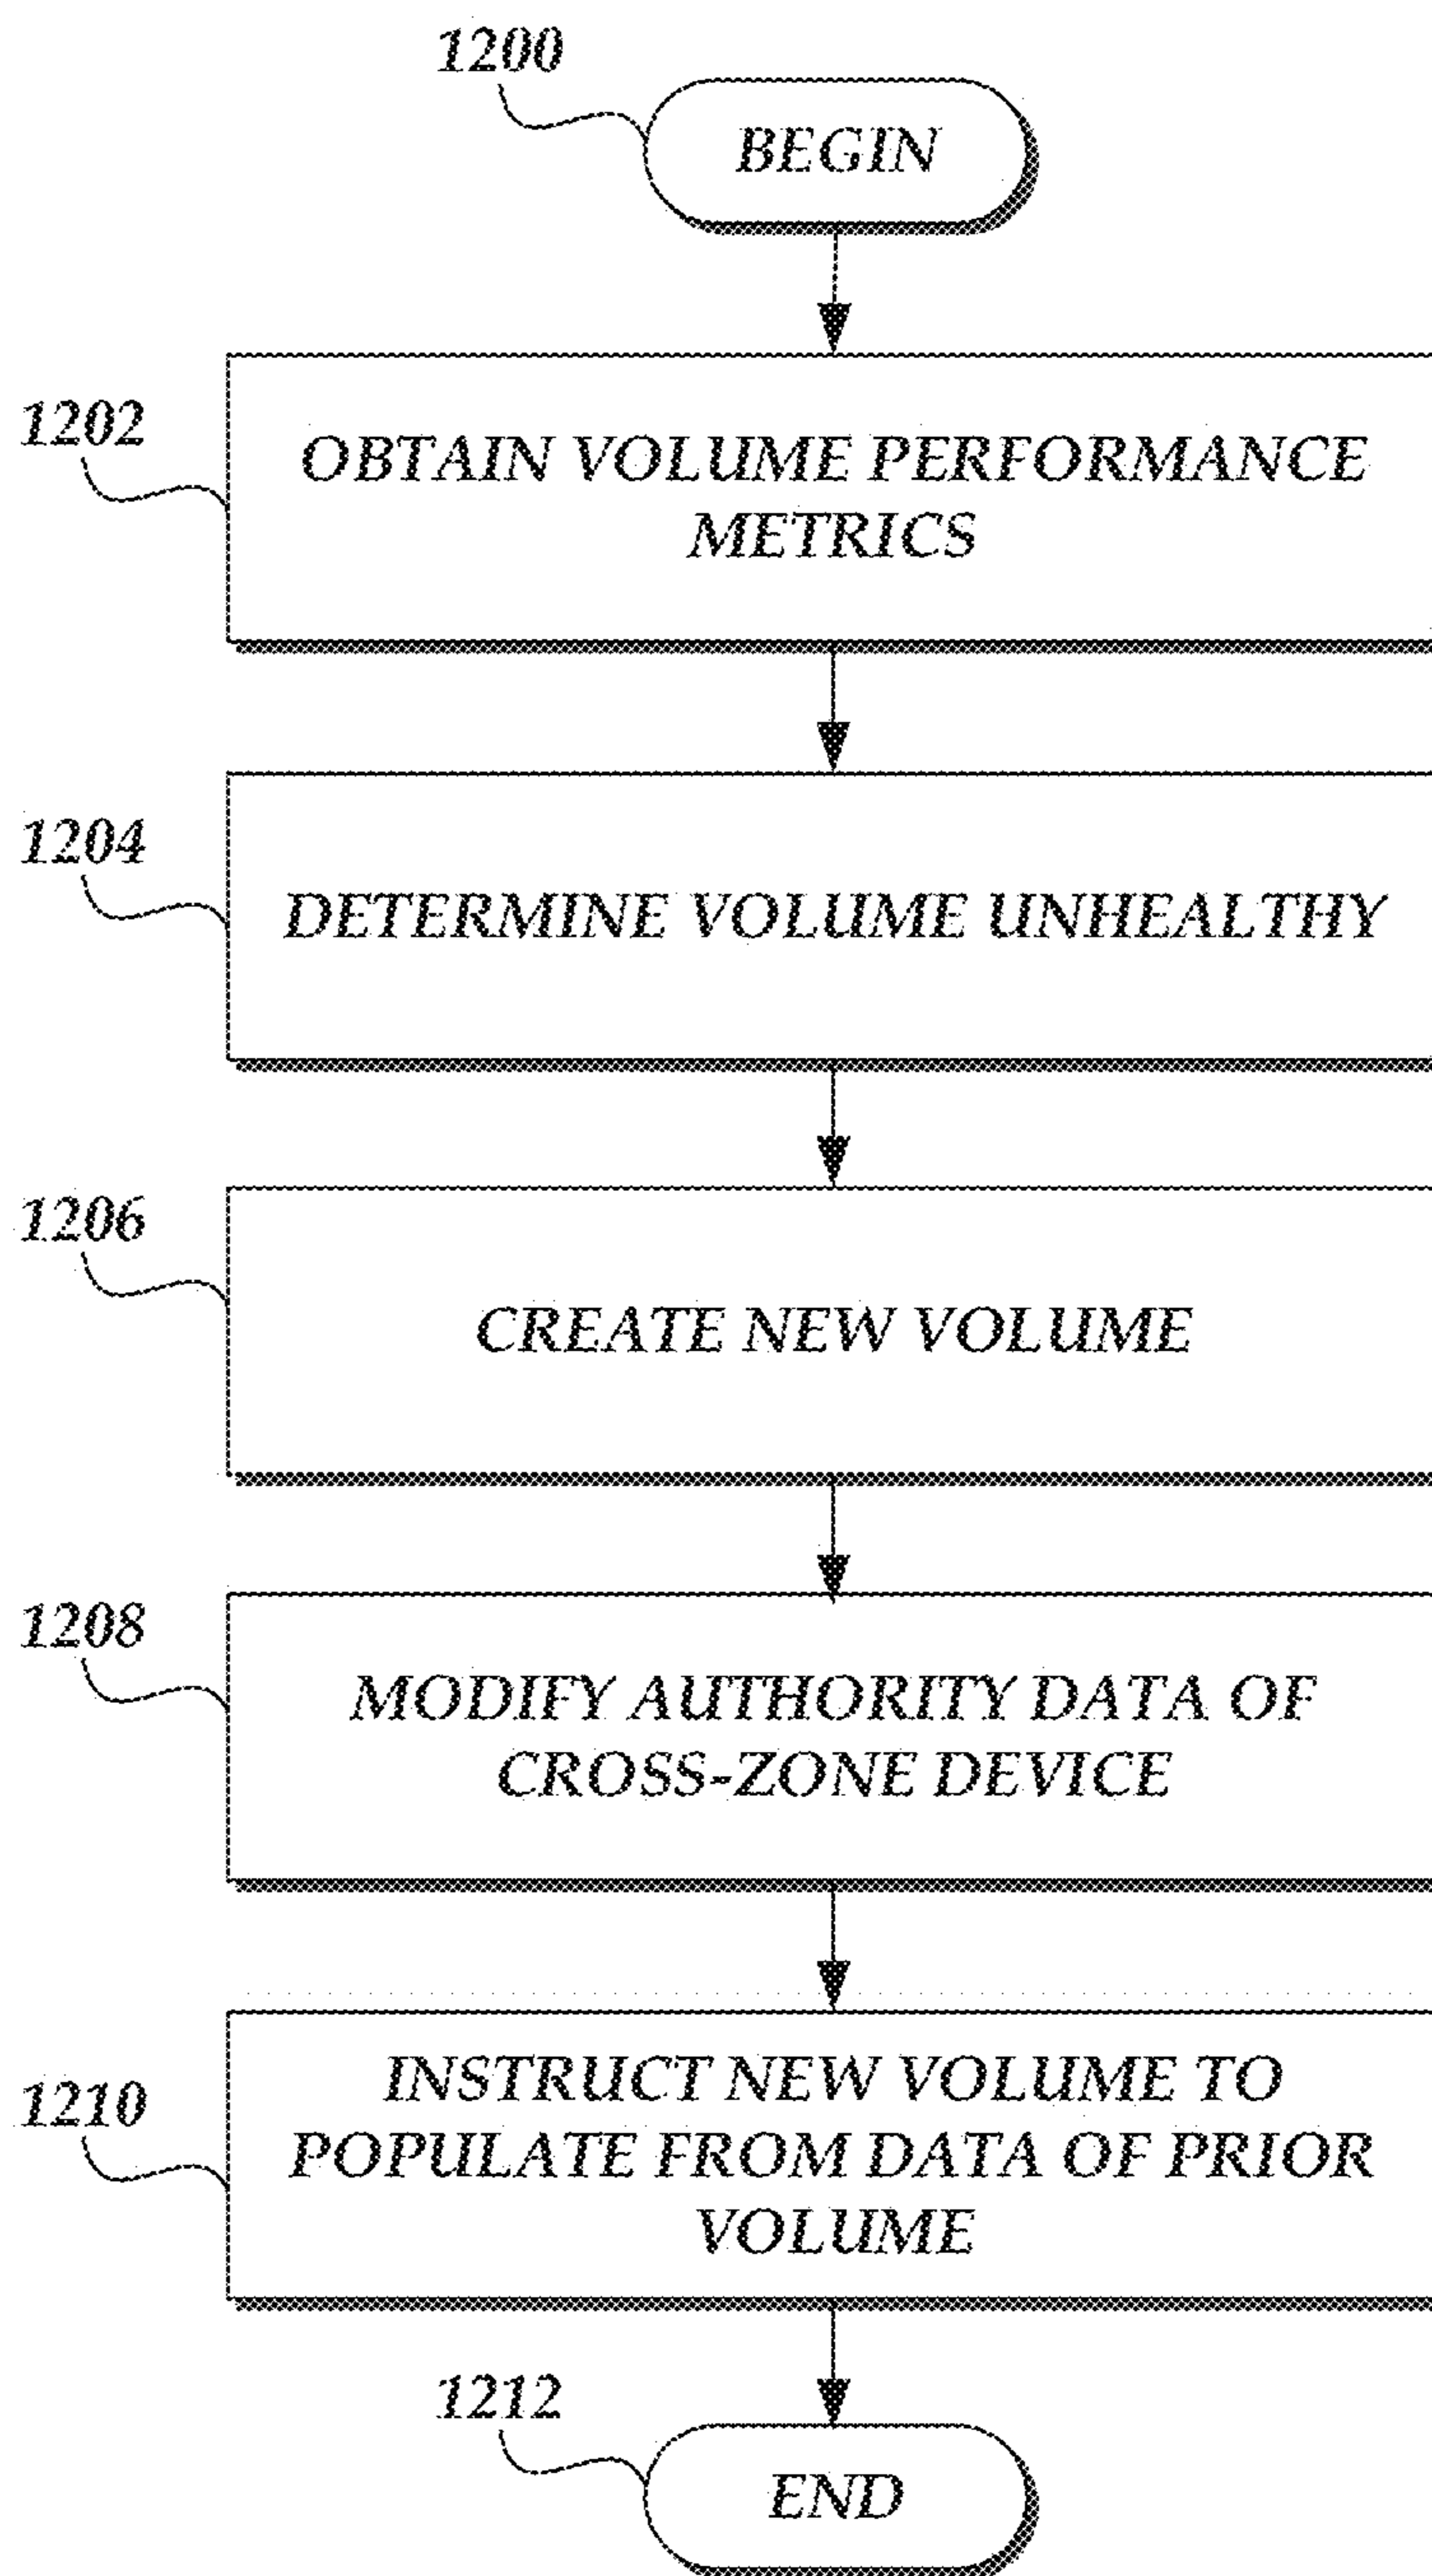 1200
BEGIN
1202
OBTAIN VOLUME PERFORMANCE
METRICS
1204
DETERMINE VOLUME UNHEALTHY
1206
CREATE NEW VOLUME
1208
MODIFY AUTHORITY DATA OF
CROSS-ZONE DEVICE
1210
INSTRUCT NEW VOLUME TO
POPULATE FROM DATA OF PRIOR
VOLUME
1212
END